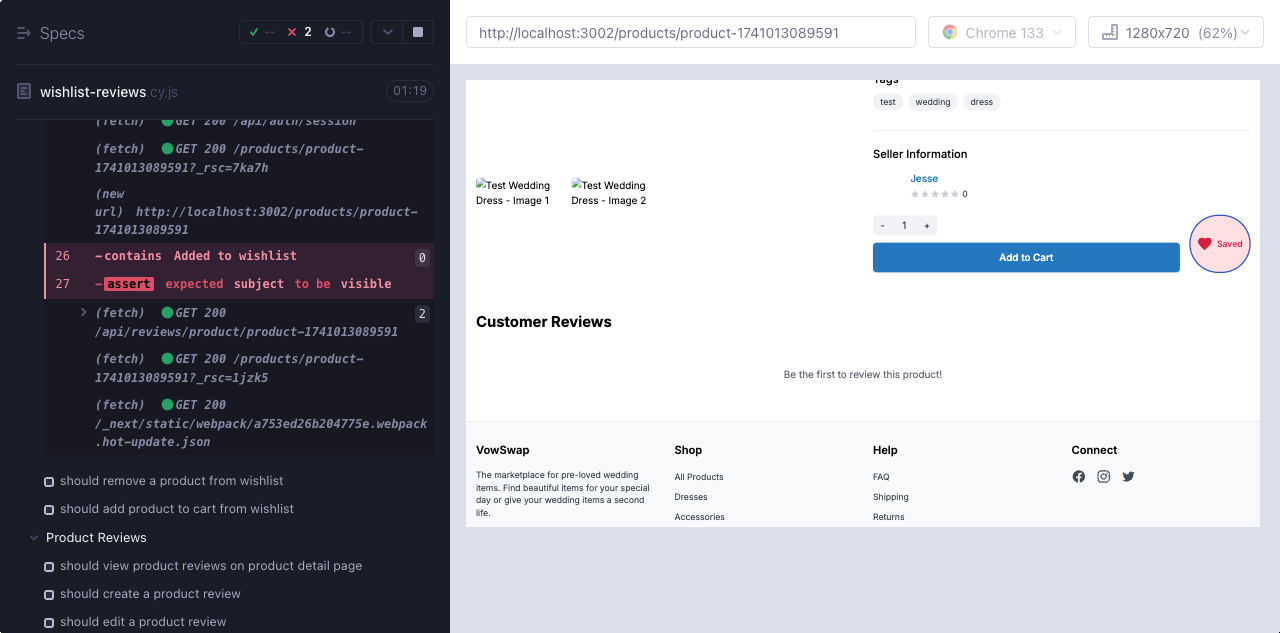 Specs
-- 2 --
wishlist-reviews.cy.js
01:19
(fetch) GET 200 /api/auth/session
(fetch) GET 200 /products/product-
1741013089591?_rsc=7ka7h
(new
url) http://localhost:3002/products/product-
1741013089591
26 -contains Added to wishlist 0
27 -assert expected subject to be visible
(fetch) GET 200 2
/api/reviews/product/product-1741013089591
(fetch) GET 200 /products/product-
1741013089591?_rsc=1jzk5
(fetch) GET 200
/_next/static/webpack/a753ed26b204775e.webpack
.hot-update.json
should remove a product from wishlist
should add product to cart from wishlist
Product Reviews
should view product reviews on product detail page
should create a product review
should edit a product review
http://localhost:3002/products/product-1741013089591
Chrome 133
1280x720 (62%)
Tags
test wedding dress
Seller Information
Jesse
0
Test Wedding
Dress - Image 1
Test Wedding
Dress - Image 2
- 1 +
Add to Cart
Saved
Customer Reviews
Be the first to review this product!
VowSwap
The marketplace for pre-loved wedding
items. Find beautiful items for your special
day or give your wedding items a second
life.
Shop
All Products
Dresses
Accessories
Help
FAQ
Shipping
Returns
Connect